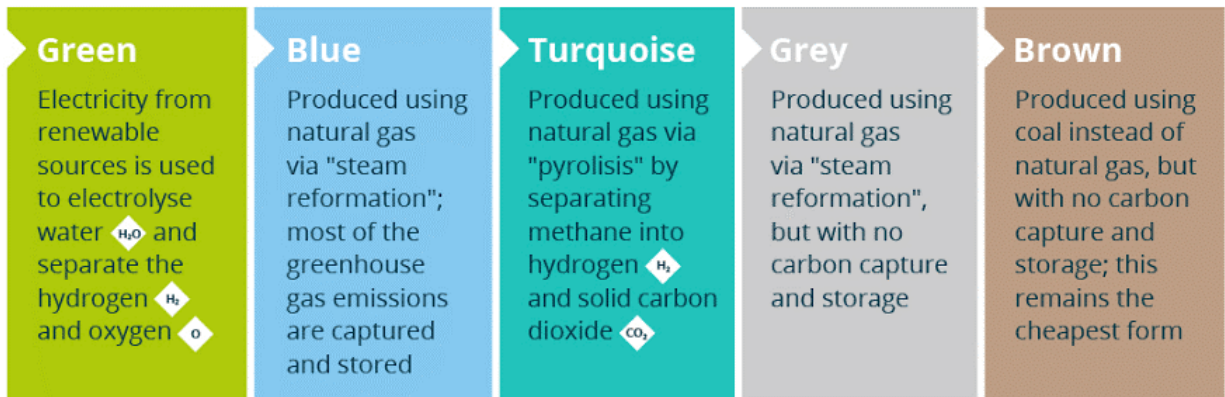 Green
Electricity from
renewable
sources is used
to electrolyse
water H₂O and
separate the
hydrogen H₂
and oxygen O
Blue
Produced using
natural gas
via "steam
reformation";
most of the
greenhouse
gas emissions
are captured
and stored
Turquoise
Produced using
natural gas via
"pyrolisis" by
separating
methane into
hydrogen H₂
and solid carbon
dioxide CO₂
Grey
Produced using
natural gas
via "steam
reformation",
but with no
carbon capture
and storage
Brown
Produced using
coal instead of
natural gas, but
with no carbon
capture and
storage; this
remains the
cheapest form